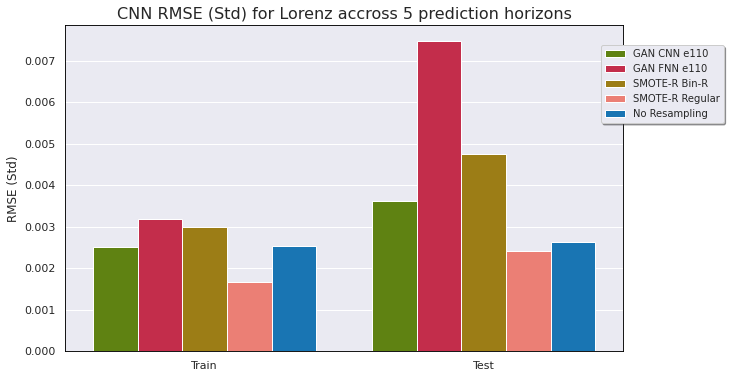 CNN RMSE (Std) for Lorenz accross 5 prediction horizons
RMSE (Std)
0.007
0.006
0.005
0.004
0.003
0.002
0.001
0.000
Train
Test
GAN CNN e110
GAN FNN e110
SMOTE-R Bin-R
SMOTE-R Regular
No Resampling